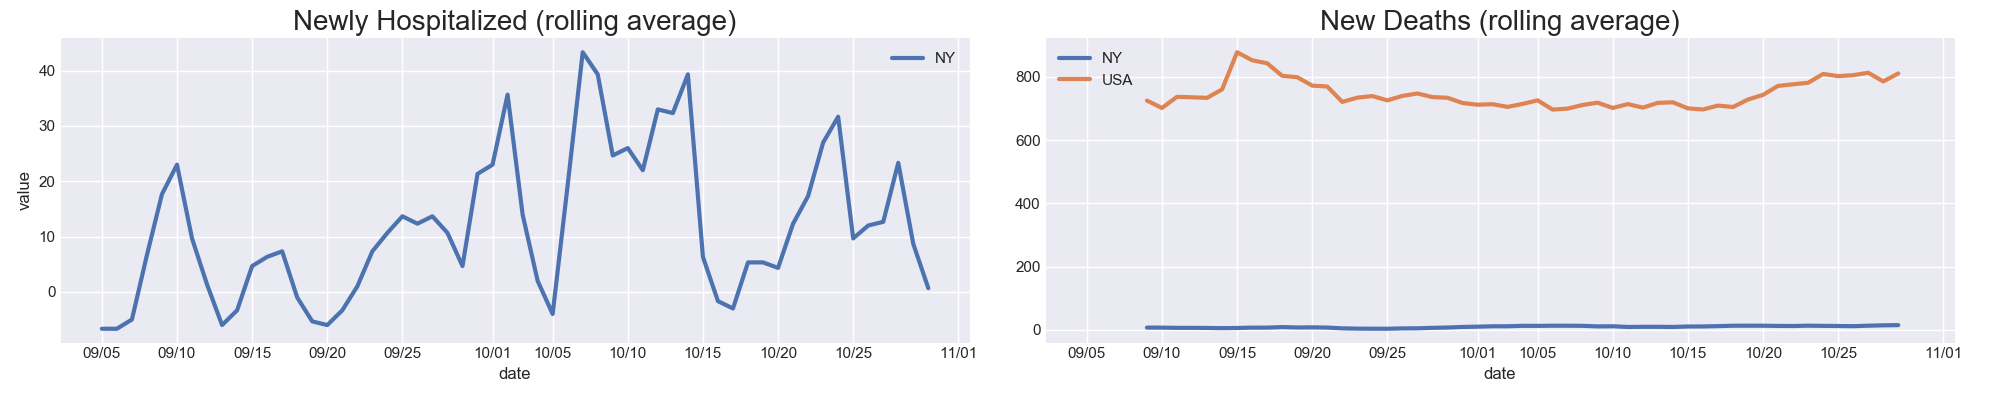 Newly Hospitalized (rolling average)
NY
40
30
20
10
0
value
09/05 09/10 09/15 09/20 09/25 10/01 10/05 10/10 10/15 10/20 10/25 11/01
date
New Deaths (rolling average)
NY
USA
800
600
400
200
0
09/05 09/10 09/15 09/20 09/25 10/01 10/05 10/10 10/15 10/20 10/25 11/01
date